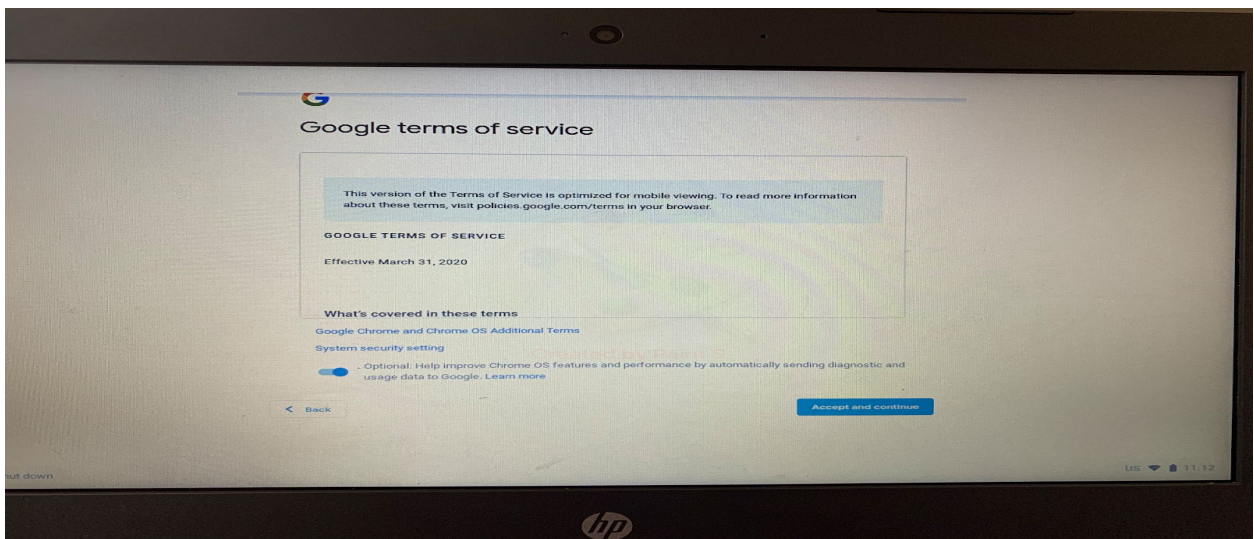 G
Google terms of service
This version of the Terms of Service is optimized for mobile viewing. To read more information
about these terms, visit policies.google.com/terms in your browser.
GOOGLE TERMS OF SERVICE
Effective March 31, 2020
What's covered in these terms
Google Chrome and Chrome OS Additional Terms
System security setting
. Optional: Help improve Chrome OS features and performance by automatically sending diagnostic and
usage data to Google. Learn more
Back
Accept and continue
ut down
US 11:12
hp